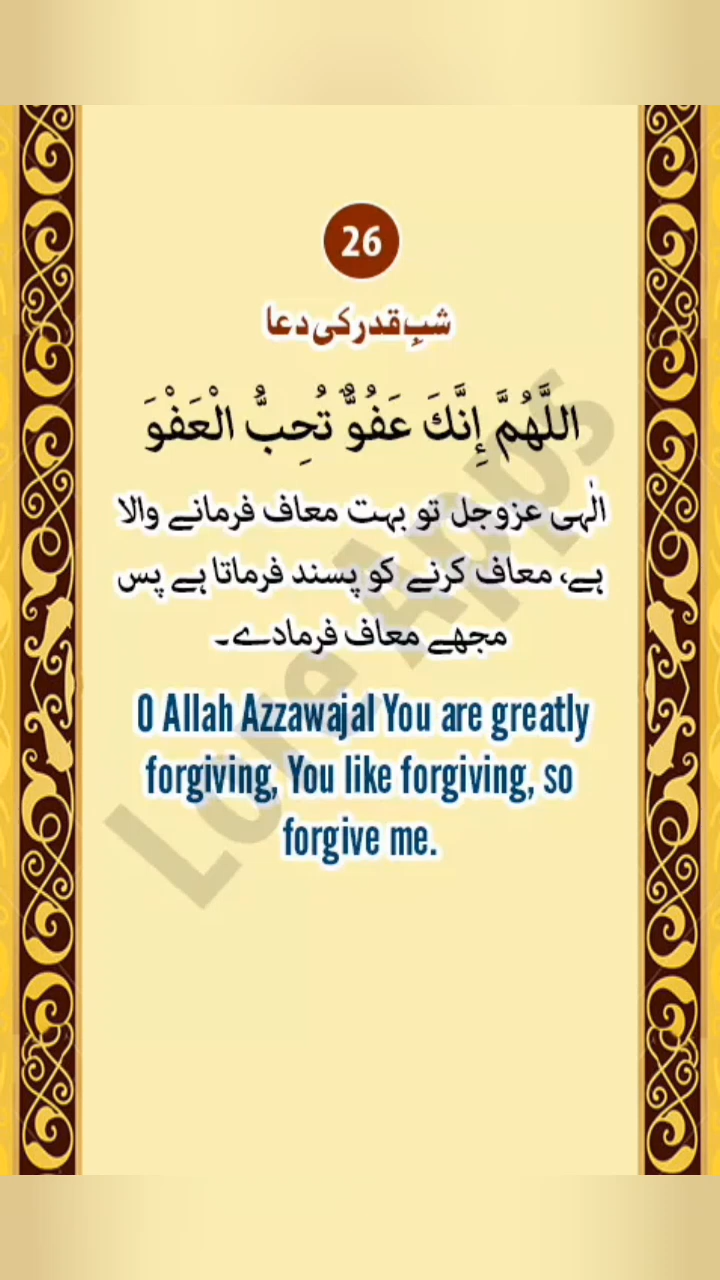 26
شبِ قدر کی دعا
اللَّهُمَّ إِنَّكَ عَفُوٌّ تُحِبُّ الْعَفْوَ
الٰہی عزوجل تو بہت معاف فرمانے والا
ہے، معاف کرنے کو پسند فرماتا ہے پس
مجھے معاف فرمادے۔
O Allah Azzawajal You are greatly
forgiving, You like forgiving, so
forgive me.
Love Apps